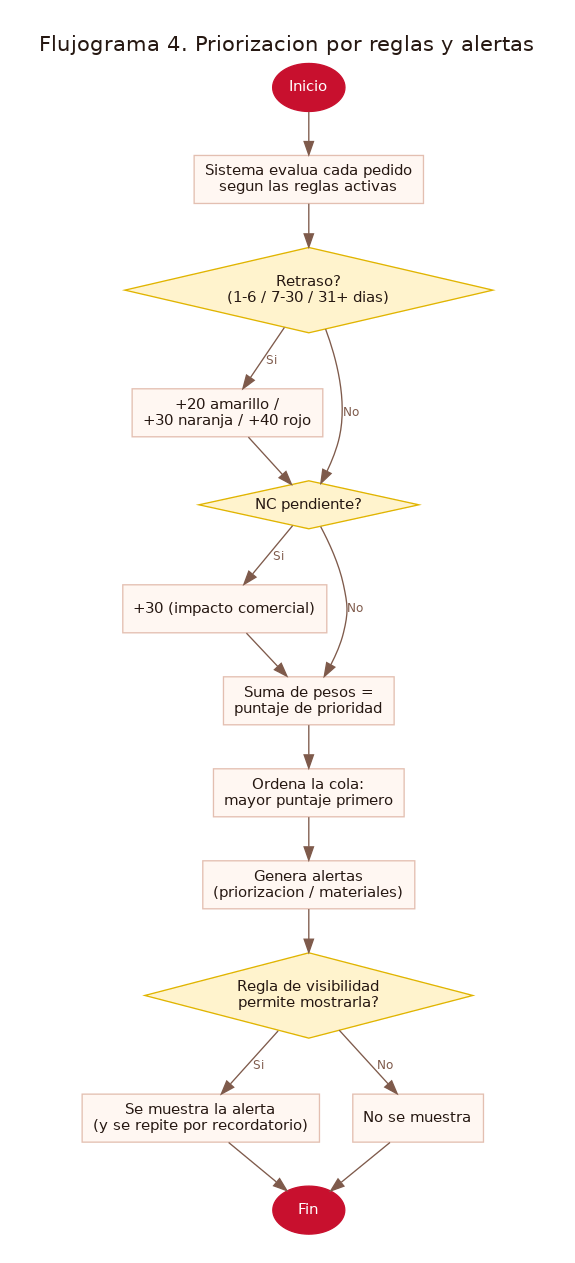 Flujograma 4. Priorizacion por reglas y alertas
Inicio
Sistema evalua cada pedido
segun las reglas activas
Retraso?
(1-6 / 7-30 / 31+ dias)
Si
No
+20 amarillo /
+30 naranja / +40 rojo
NC pendiente?
Si
No
+30 (impacto comercial)
Suma de pesos =
puntaje de prioridad
Ordena la cola:
mayor puntaje primero
Genera alertas
(priorizacion / materiales)
Regla de visibilidad
permite mostrarla?
Si
No
Se muestra la alerta
(y se repite por recordatorio)
No se muestra
Fin